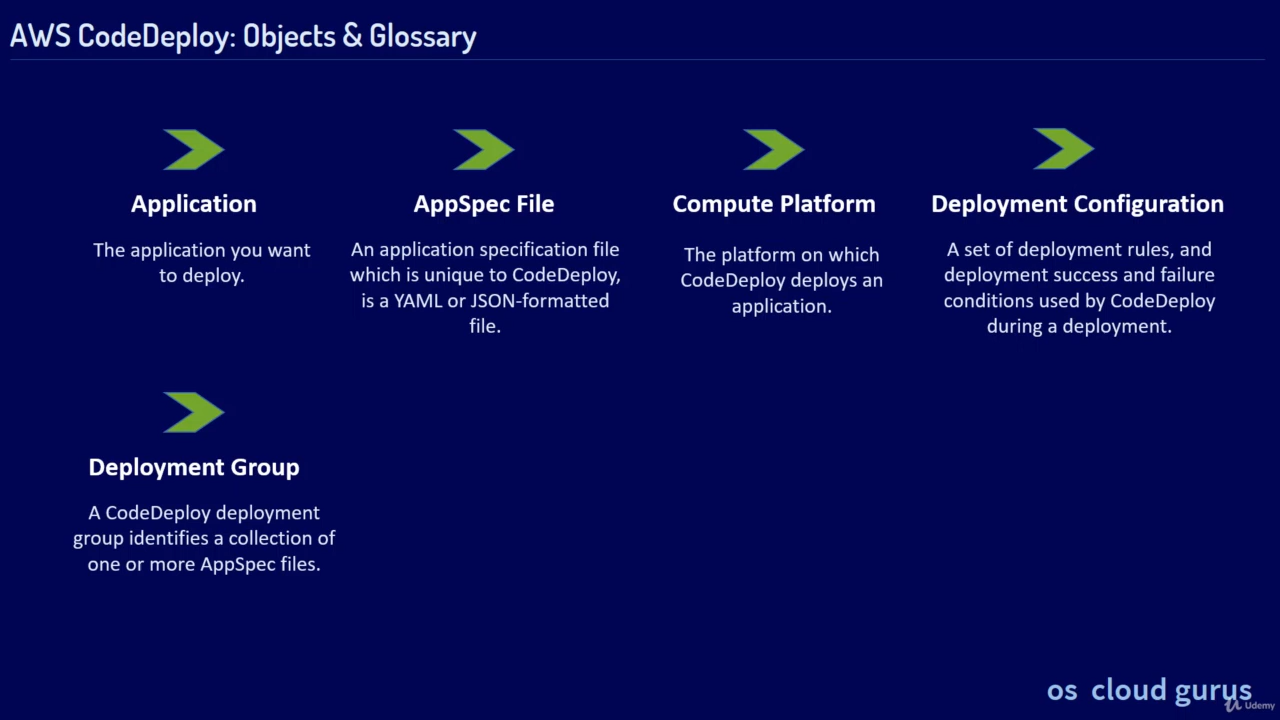 AWS CodeDeploy: Objects & Glossary
Application
The application you want
to deploy.
AppSpec File
An application specification file
which is unique to CodeDeploy,
is a YAML or JSON-formatted
file.
Compute Platform
The platform on which
CodeDeploy deploys an
application.
Deployment Configuration
A set of deployment rules, and
deployment success and failure
conditions used by CodeDeploy
during a deployment.
Deployment Group
A CodeDeploy deployment
group identifies a collection of
one or more AppSpec files.
os cloud gurus
Udemy